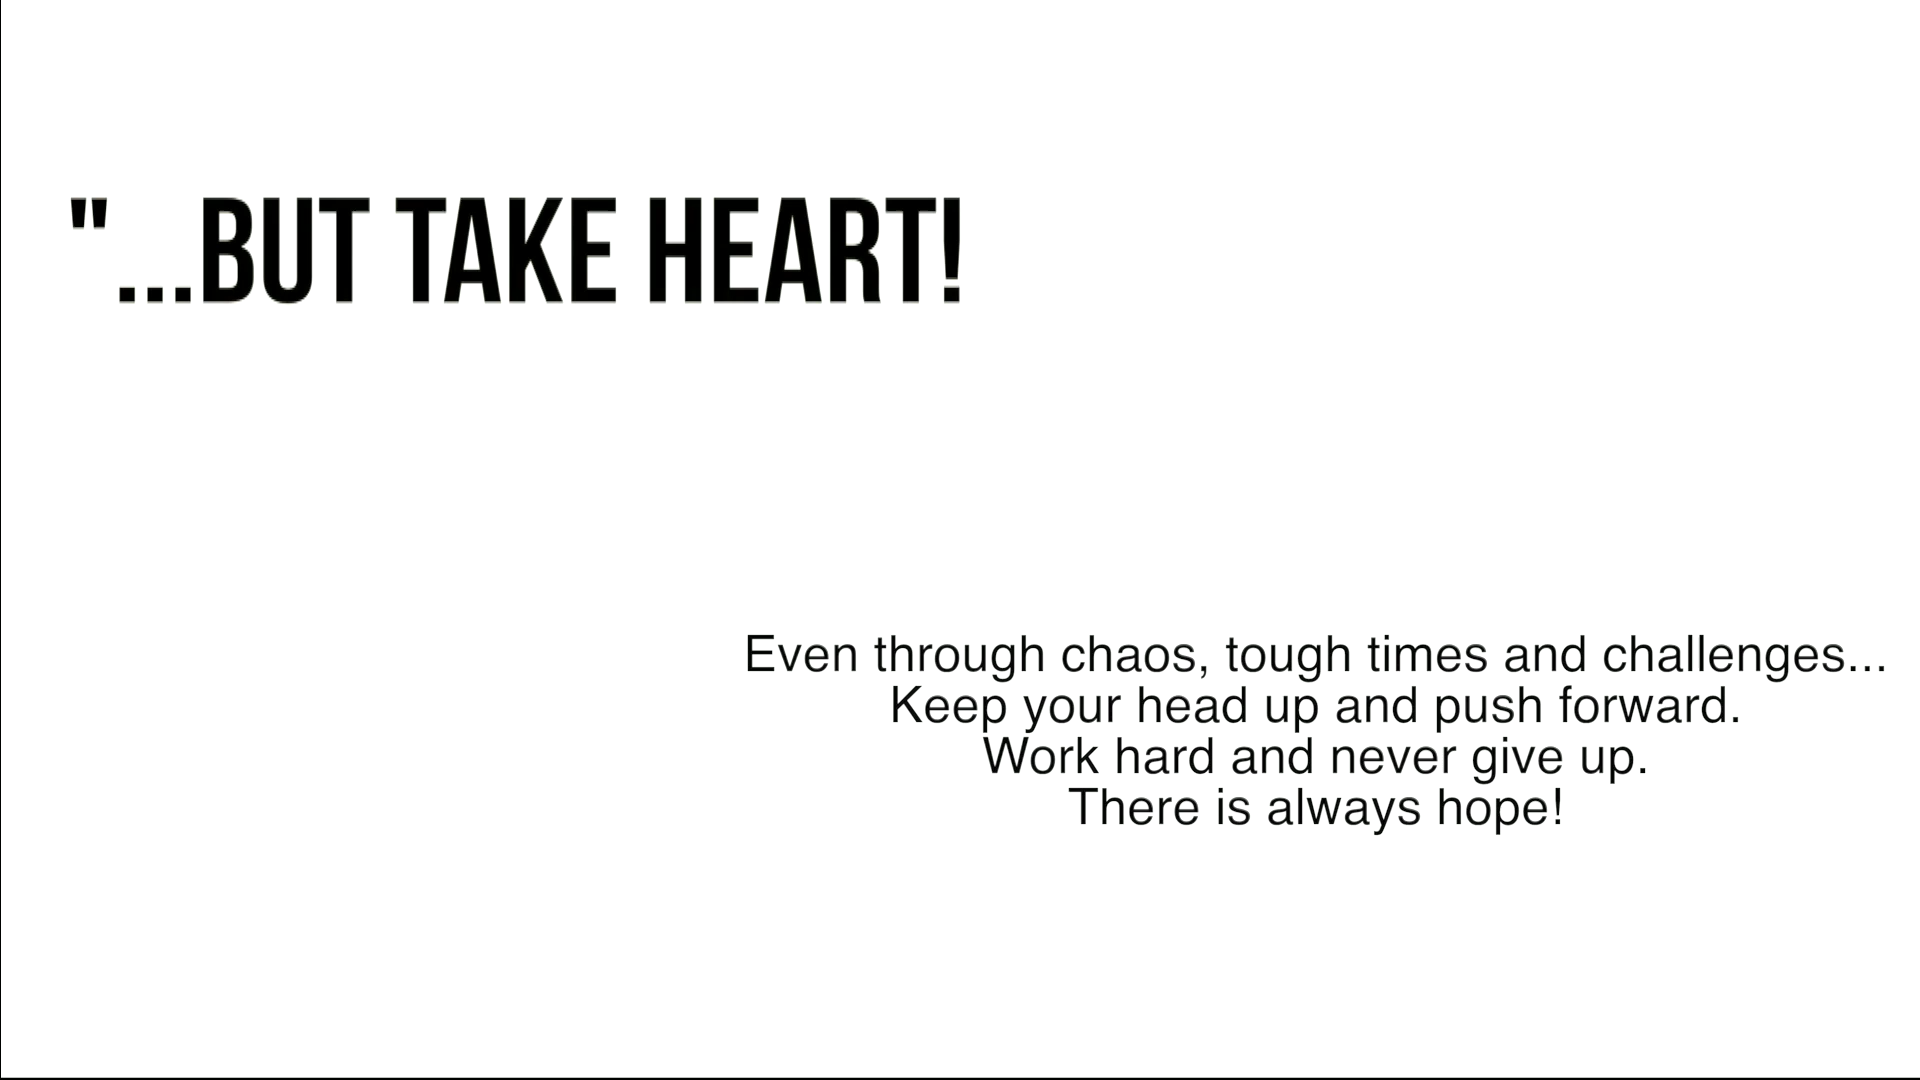 "...BUT TAKE HEART!
Even through chaos, tough times and challenges...
Keep your head up and push forward.
Work hard and never give up.
There is always hope!